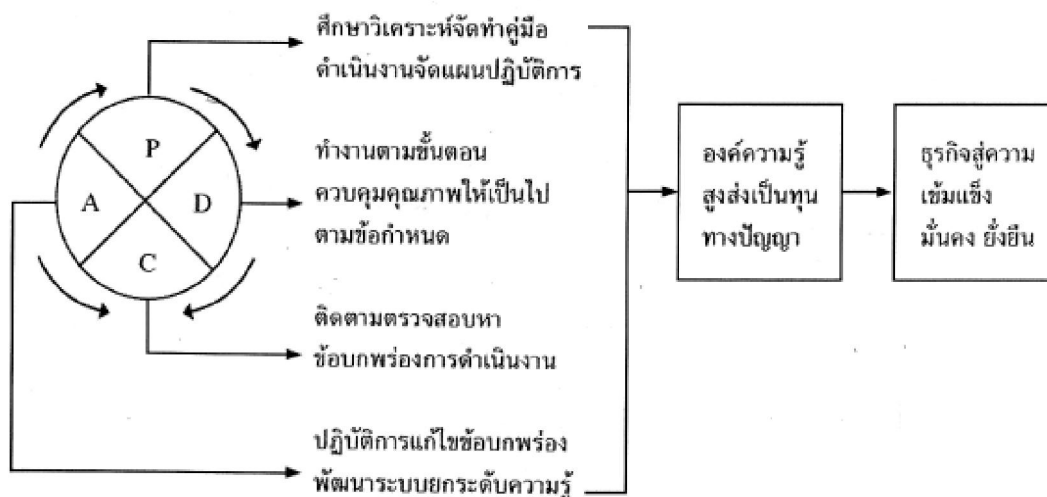 ศึกษาวิเคราะห์จัดทำคู่มือ
ดำเนินงานจัดแผนปฏิบัติการ
P
A
D
C
ทำงานตามขั้นตอน
ควบคุมคุณภาพให้เป็นไป
ตามข้อกำหนด
ติดตามตรวจสอบหา
ข้อบกพร่องการดำเนินงาน
ปฏิบัติการแก้ไขข้อบกพร่อง
พัฒนาระบบยกระดับความรู้
องค์ความรู้
สูงส่งเป็นทุน
ทางปัญญา
ธุรกิจสู่ความ
เข้มแข็ง
มั่นคง ยั่งยืน